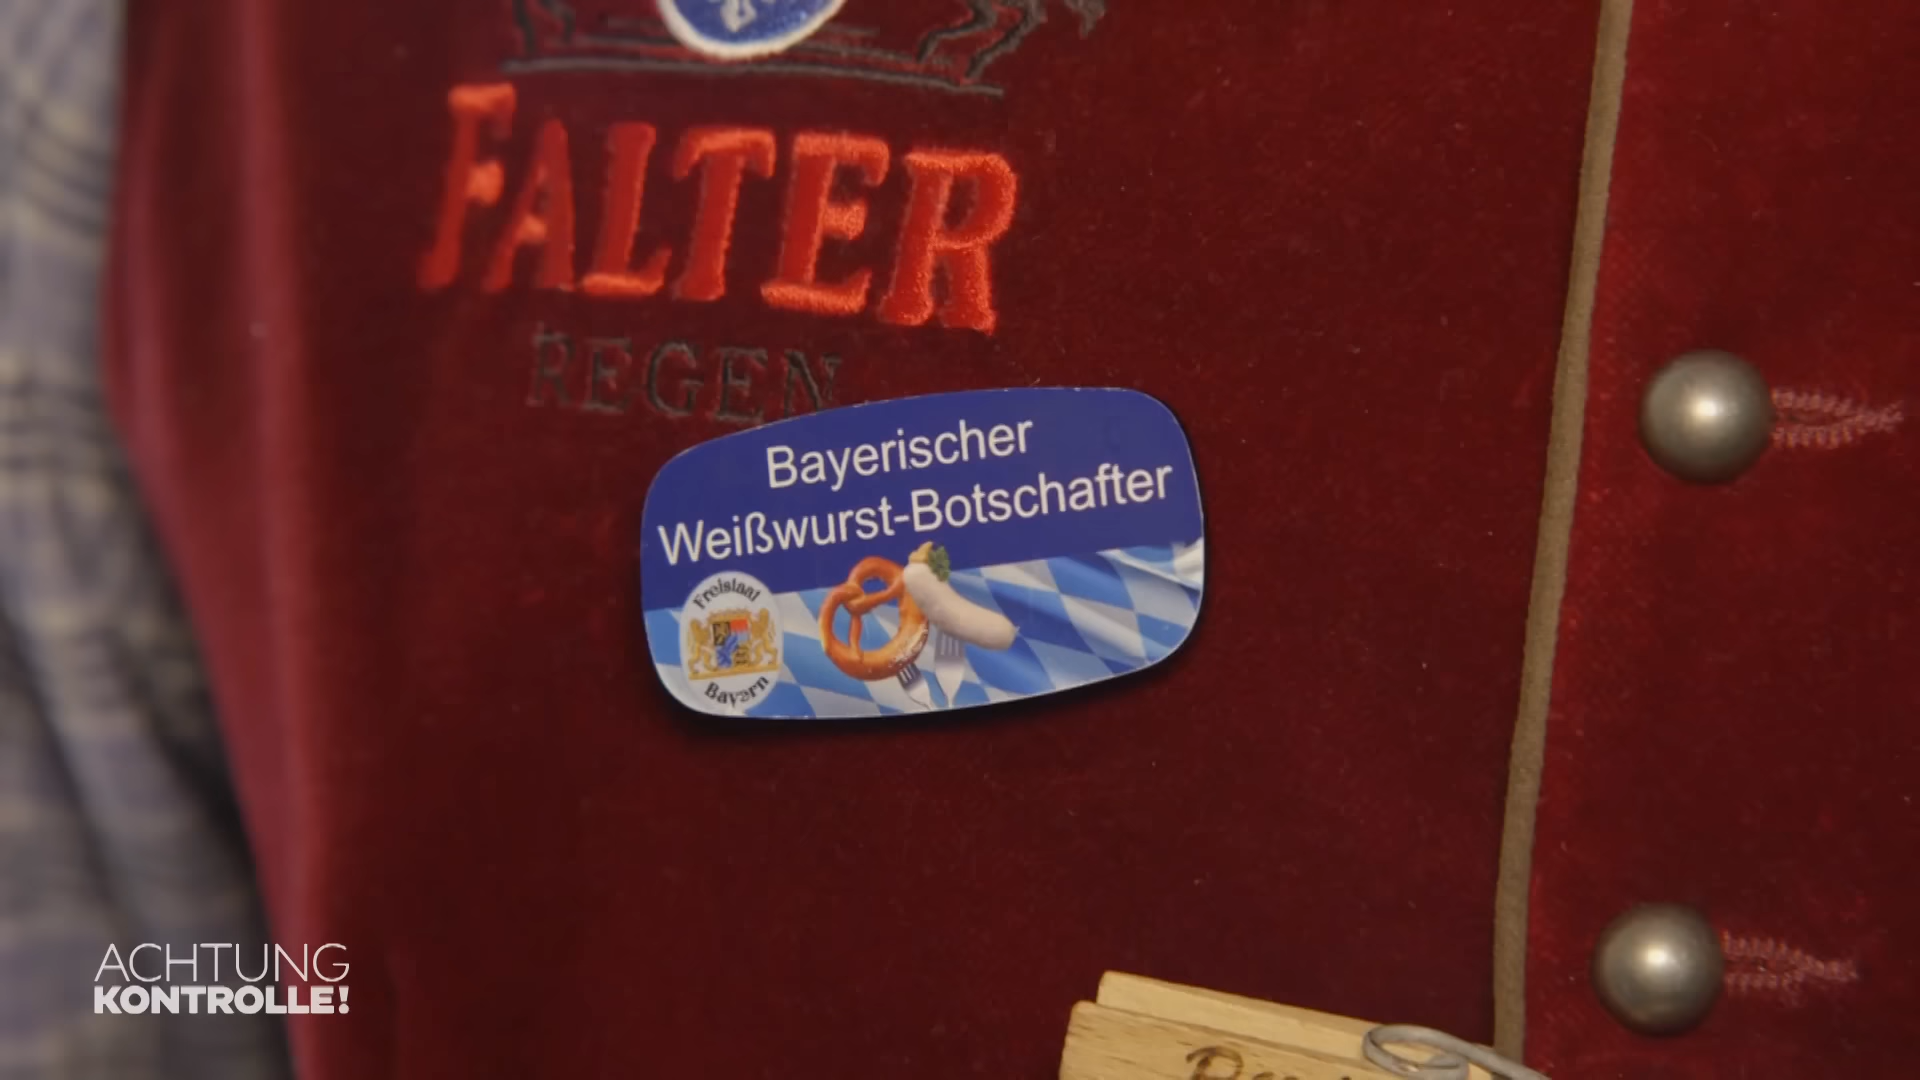 FALTER
REGEN
Bayerischer
Weißwurst-Botschafter
Freistaat
Bayern
ACHTUNG
KONTROLLE!